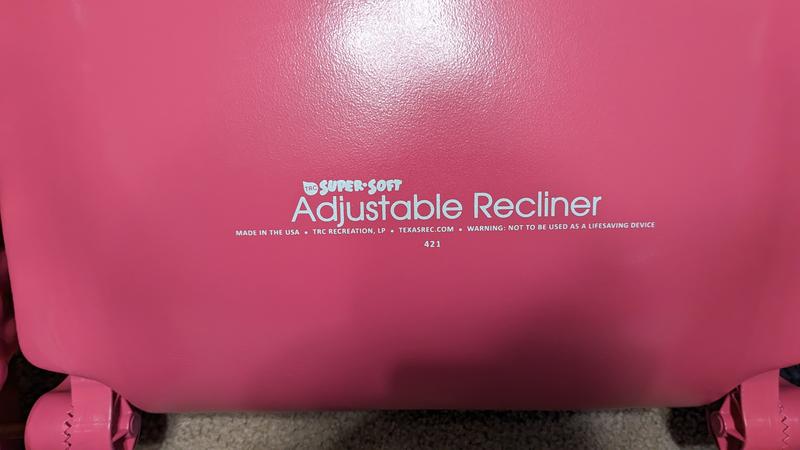 TRC SUPER•SOFT
Adjustable Recliner
MADE IN THE USA • TRC RECREATION, LP • TEXASREC.COM • WARNING: NOT TO BE USED AS A LIFESAVING DEVICE
421